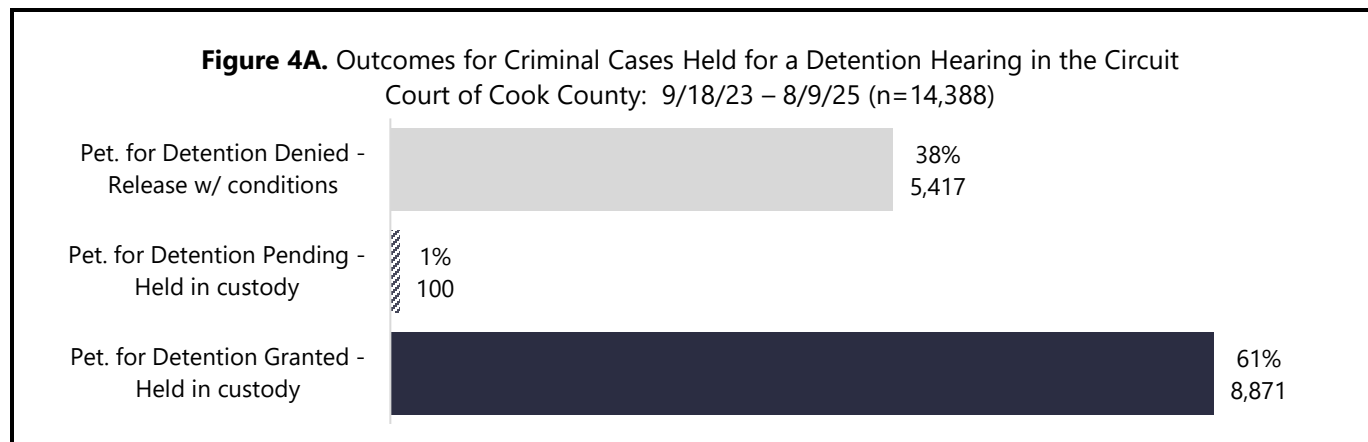 Figure 4A. Outcomes for Criminal Cases Held for a Detention Hearing in the Circuit
Court of Cook County:  9/18/23 – 8/9/25 (n=14,388)
Pet. for Detention Denied -
Release w/ conditions
38%
5,417
Pet. for Detention Pending -
Held in custody
1%
100
Pet. for Detention Granted -
Held in custody
61%
8,871